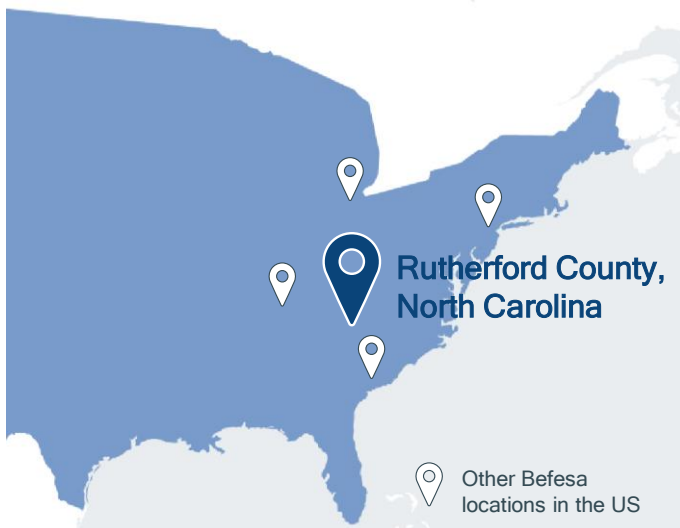 Rutherford County,
North Carolina
Other Befesa
locations in the US